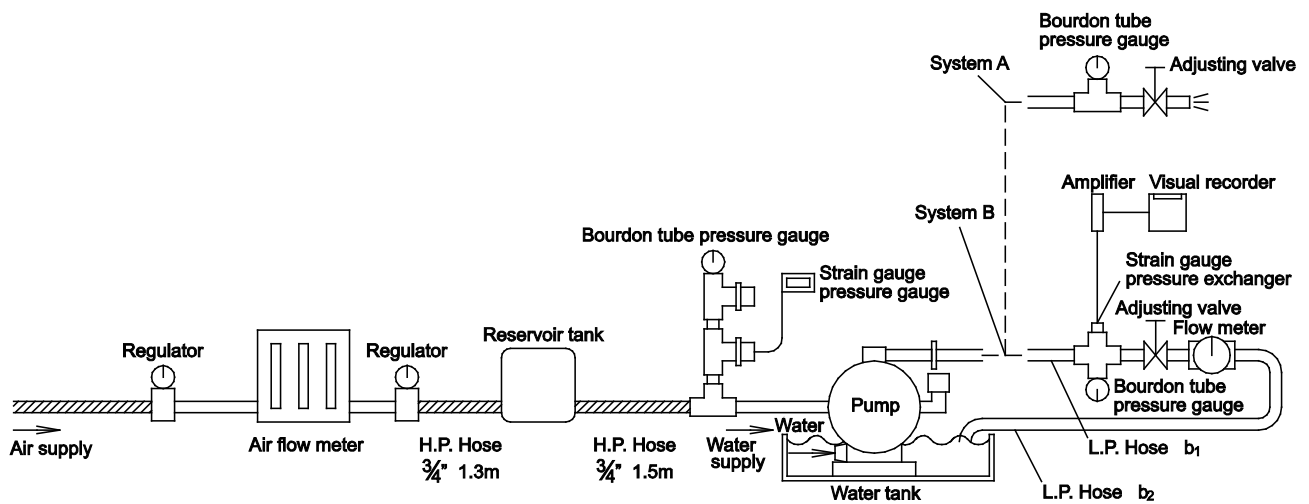 Bourdon tube
pressure gauge
System A
Adjusting valve
Amplifier
Visual recorder
System B
Bourdon tube pressure gauge
Strain gauge
pressure gauge
Strain gauge
pressure exchanger
Adjusting valve
Flow meter
Regulator
Regulator
Reservoir tank
Pump
Bourdon tube
pressure gauge
Air supply
Air flow meter
H.P. Hose
¾" 1.3m
H.P. Hose
¾" 1.5m
Water
supply
Water
Water tank
L.P. Hose b1
L.P. Hose b2